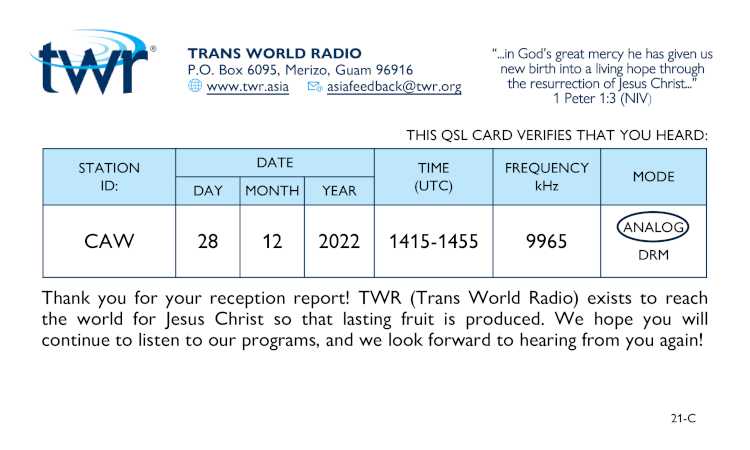 twr®
TRANS WORLD RADIO
P.O. Box 6095, Merizo, Guam 96916
www.twr.asia asiafeedback@twr.org
“...in God's great mercy he has given us
new birth into a living hope through
the resurrection of Jesus Christ...”
1 Peter 1:3 (NIV)
THIS QSL CARD VERIFIES THAT YOU HEARD:
STATION
ID:
DATE
DAY MONTH YEAR
TIME
(UTC)
FREQUENCY
kHz
MODE
CAW 28 12 2022 1415-1455 9965
ANALOG
DRM
Thank you for your reception report! TWR (Trans World Radio) exists to reach
the world for Jesus Christ so that lasting fruit is produced. We hope you will
continue to listen to our programs, and we look forward to hearing from you again!
21-C